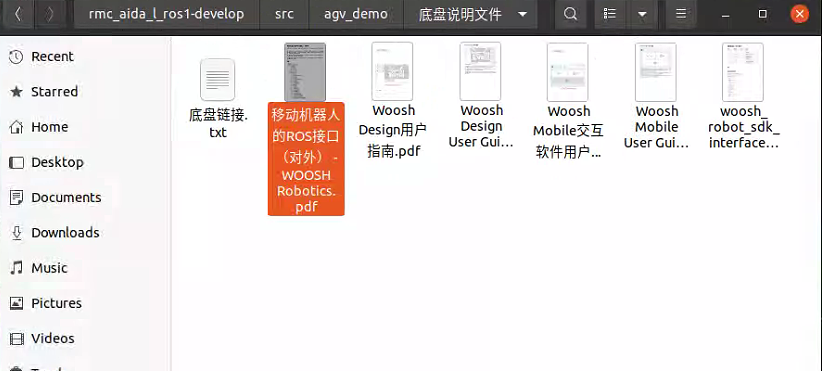 rmc_aida_l_ros1-develop
src
agv_demo
底盘说明文件
Recent
Starred
Home
Desktop
Documents
Downloads
Music
Pictures
Videos
底盘链接.
txt
移动机器人
的ROS接口
（对外） -
WOOSH
Robotics.
pdf
Woosh
Design用户
指南.pdf
Woosh
Design
User Gui...
Woosh
Mobile交互
软件用户...
Woosh
Mobile
User Gui...
woosh_
robot_sdk_
interface...